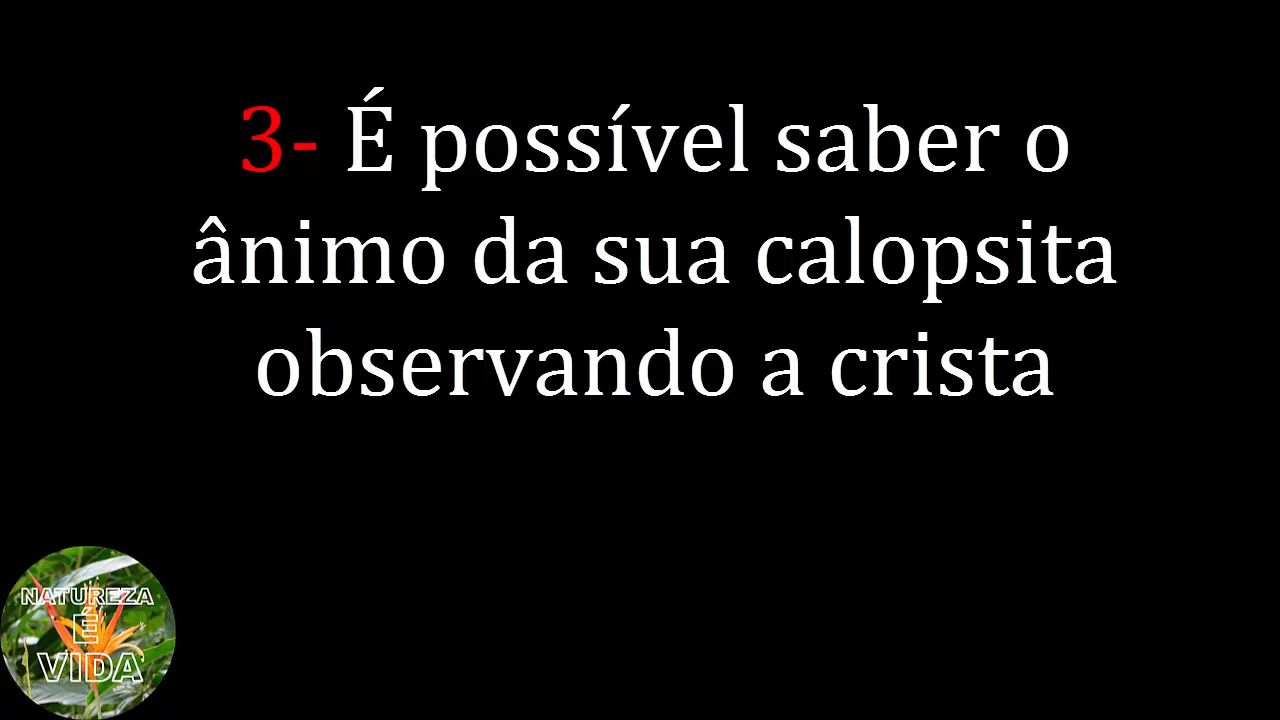 3- É possível saber o
ânimo da sua calopsita
observando a crista
NATUREZA
É
VIDA